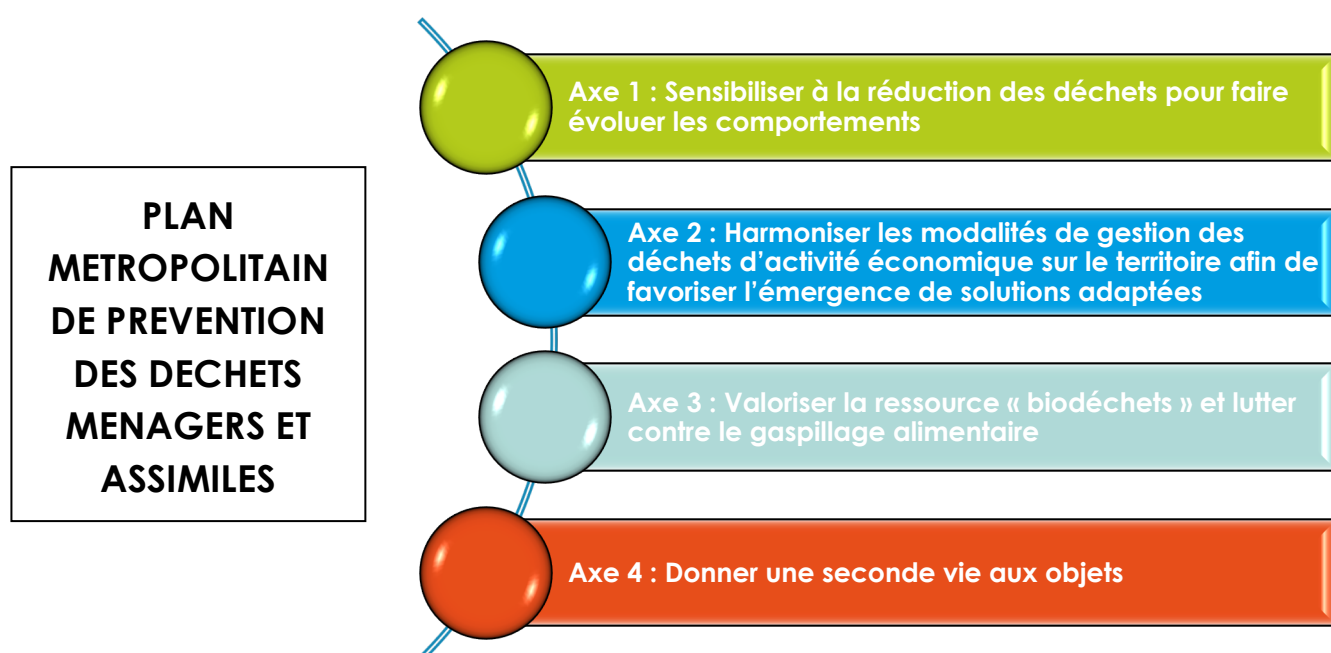 PLAN
METROPOLITAIN
DE PREVENTION
DES DECHETS
MENAGERS ET
ASSIMILES
Axe 1 : Sensibiliser à la réduction des déchets pour faire
évoluer les comportements
Axe 2 : Harmoniser les modalités de gestion des
déchets d’activité économique sur le territoire afin de
favoriser l’émergence de solutions adaptées
Axe 3 : Valoriser la ressource « biodéchets » et lutter
contre le gaspillage alimentaire
Axe 4 : Donner une seconde vie aux objets